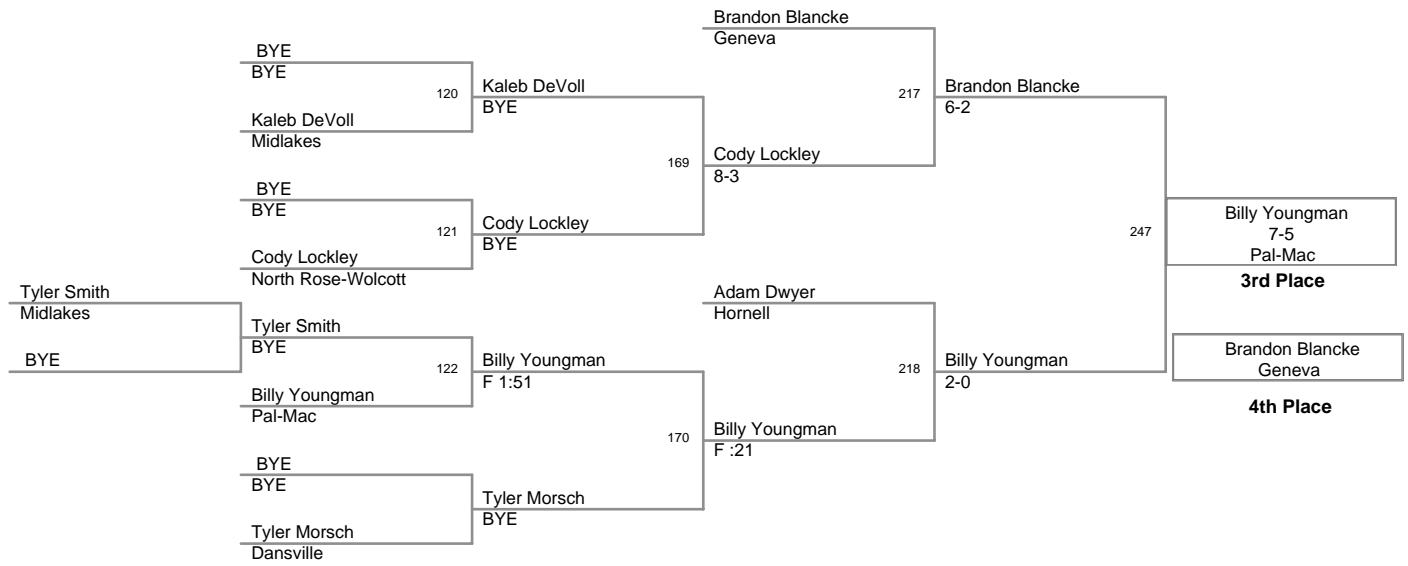 Brandon Blancke
Geneva
BYE
BYE
120
Kaleb DeVoll
BYE
217
Brandon Blancke
6-2
Kaleb DeVoll
Midlakes
169
Cody Lockley
8-3
BYE
BYE
121
Cody Lockley
BYE
247
Billy Youngman
7-5
Pal-Mac
3rd Place
Cody Lockley
North Rose-Wolcott
Tyler Smith
Midlakes
Adam Dwyer
Hornell
Tyler Smith
BYE
BYE
122
Billy Youngman
F 1:51
218
Billy Youngman
2-0
Brandon Blancke
Geneva
4th Place
Billy Youngman
Pal-Mac
170
Billy Youngman
F :21
BYE
BYE
Tyler Morsch
BYE
Tyler Morsch
Dansville